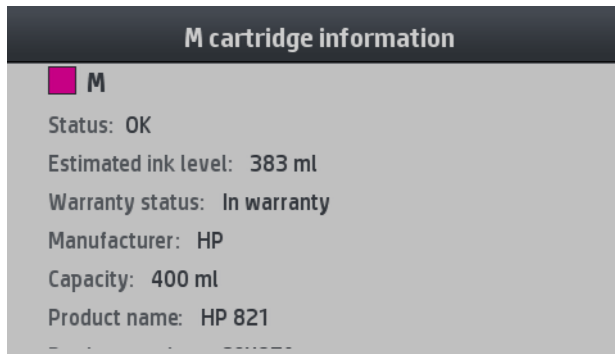 M cartridge information
M
Status: OK
Estimated ink level: 383 ml
Warranty status: In warranty
Manufacturer: HP
Capacity: 400 ml
Product name: HP 821